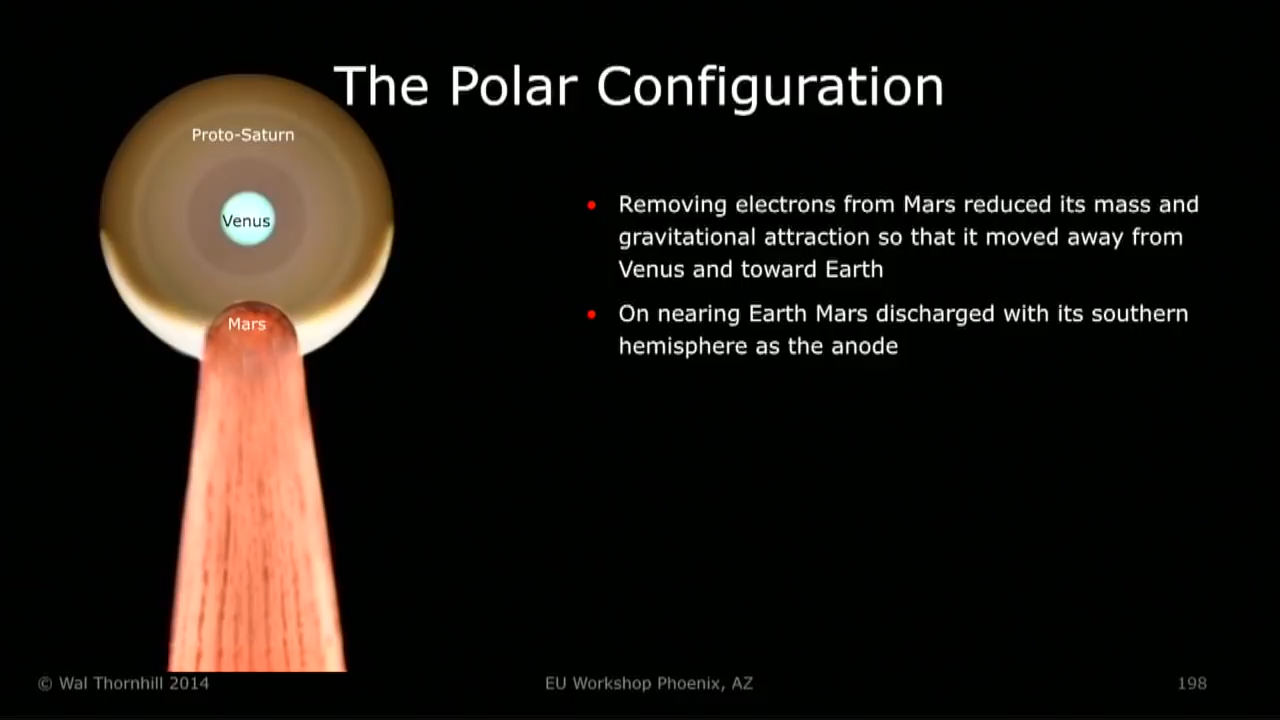 The Polar Configuration
Proto-Saturn
Venus
Mars
Removing electrons from Mars reduced its mass and
gravitational attraction so that it moved away from
Venus and toward Earth
On nearing Earth Mars discharged with its southern
hemisphere as the anode
© Wal Thornhill 2014
EU Workshop Phoenix, AZ
198